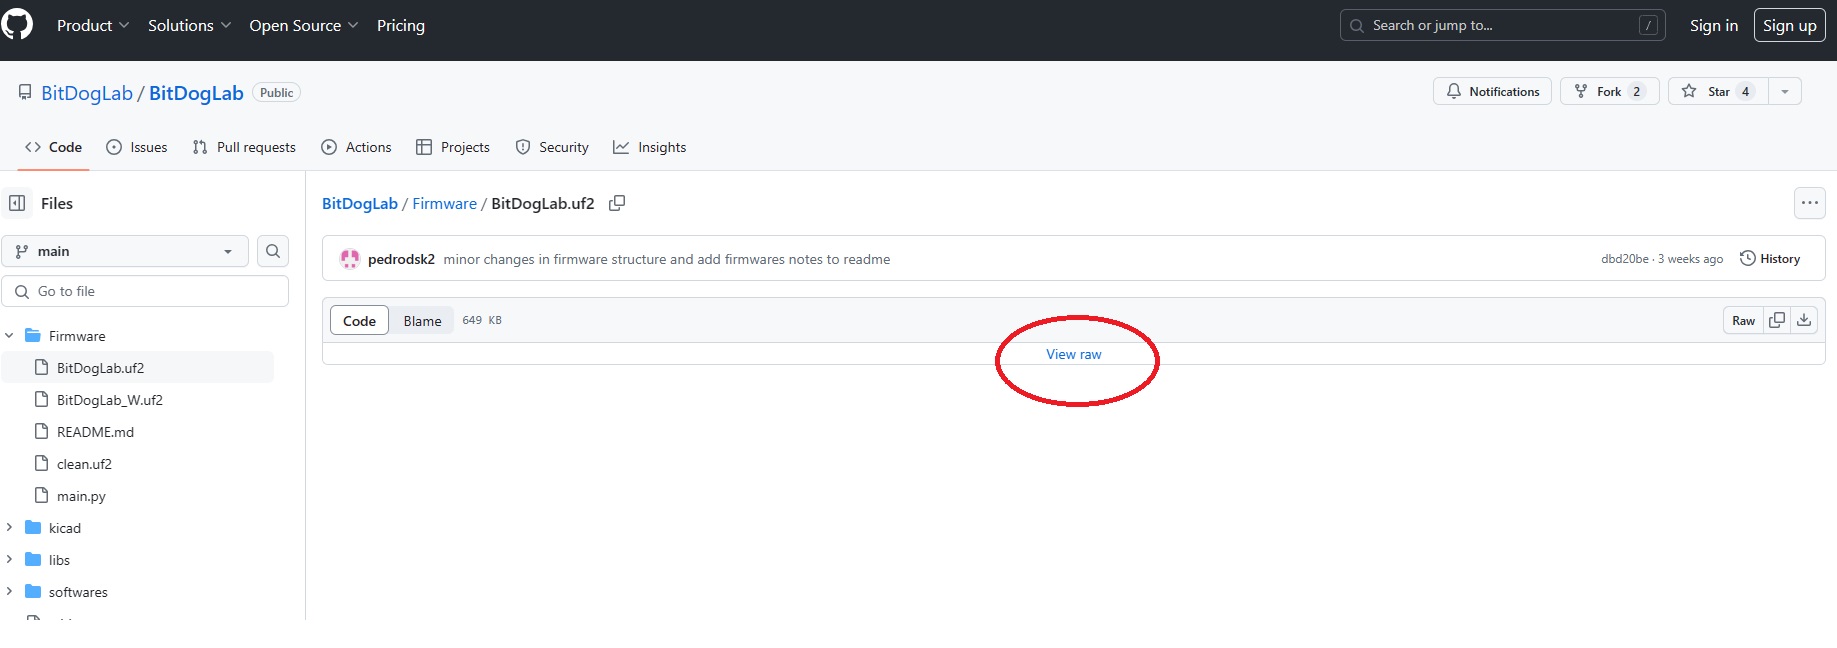 Product Solutions Open Source Pricing Search or jump to... / Sign in Sign up
BitDogLab / BitDogLab Public Notifications Fork 2 Star 4
Code Issues Pull requests Actions Projects Security Insights
Files
main
Go to file
Firmware
BitDogLab.uf2
BitDogLab_W.uf2
README.md
clean.uf2
main.py
kicad
libs
softwares
BitDogLab / Firmware / BitDogLab.uf2
pedrodsk2 minor changes in firmware structure and add firmwares notes to readme dbd20be · 3 weeks ago History
Code Blame 649 KB Raw
View raw